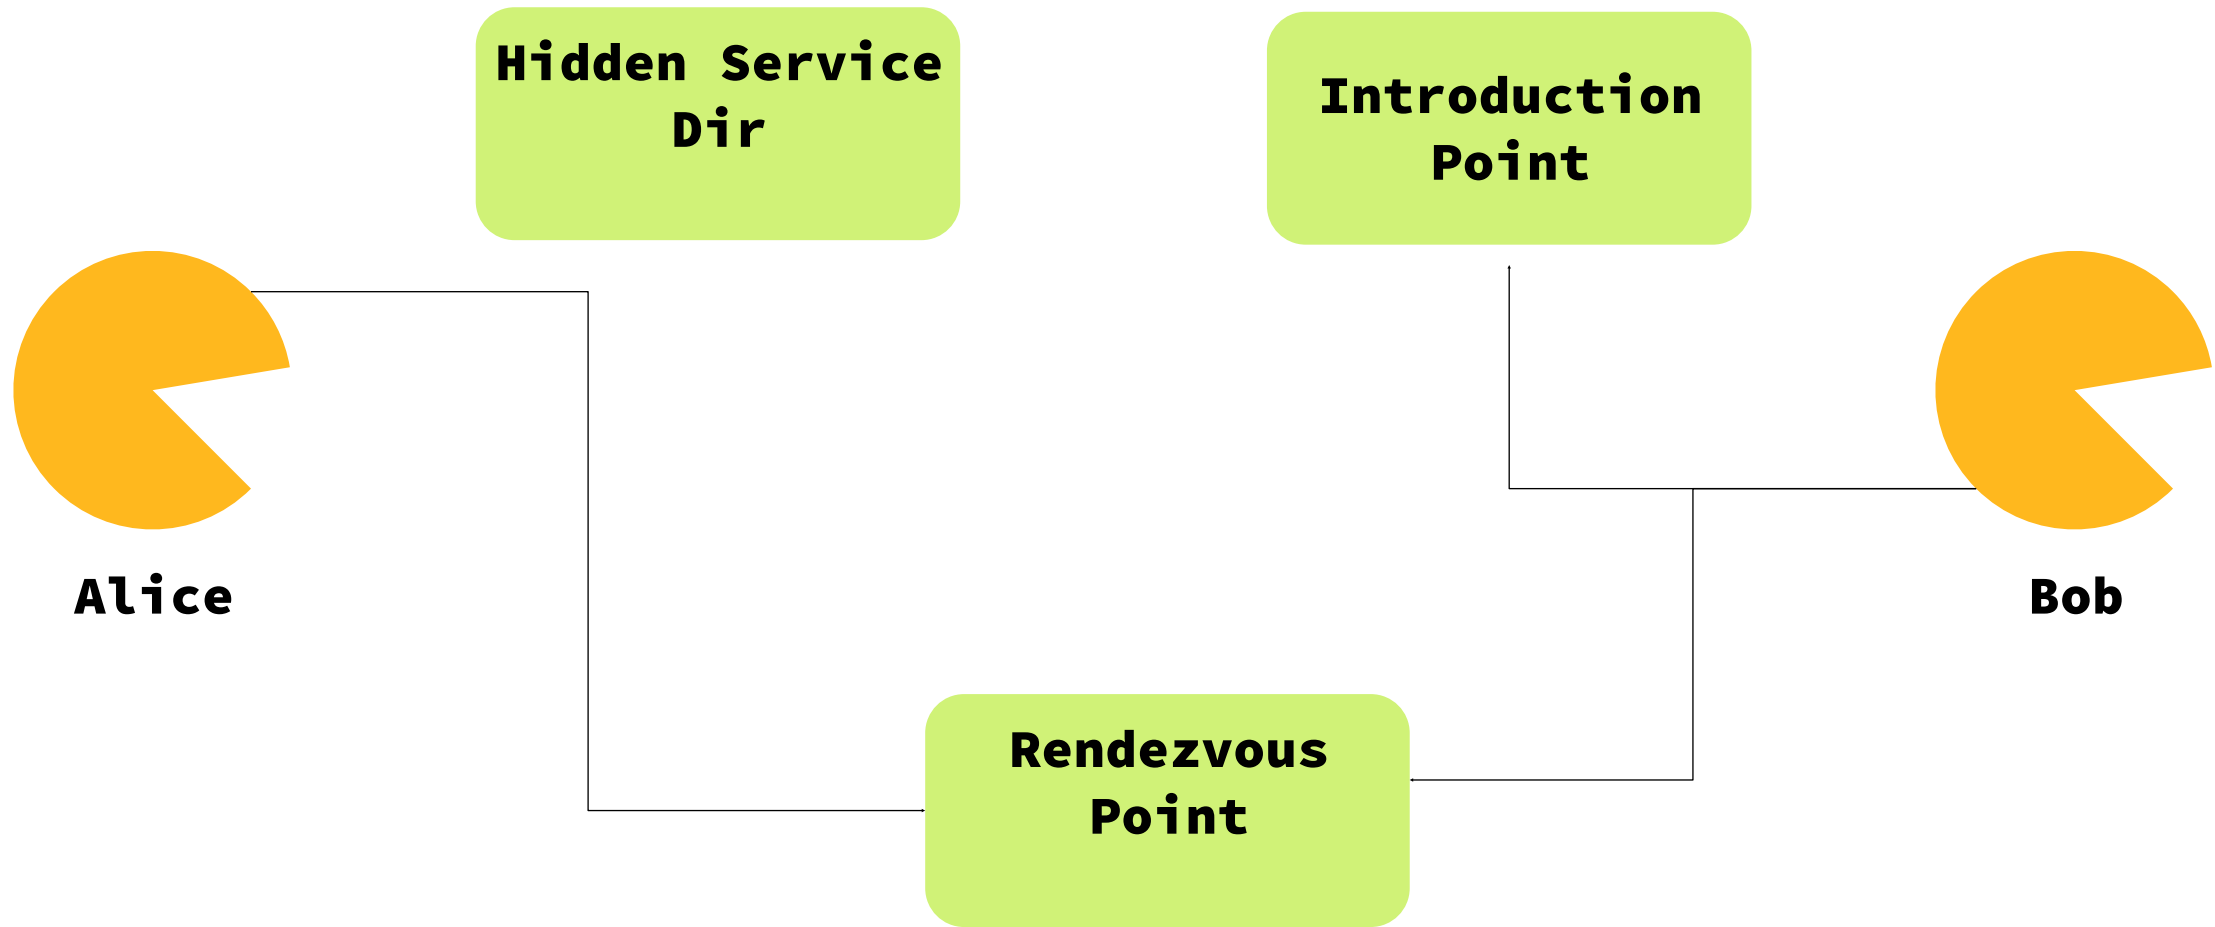 Hidden Service
Dir
Introduction
Point
Alice
Bob
Rendezvous
Point